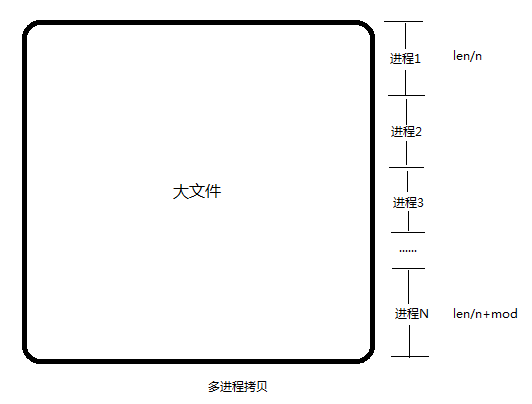 进程1
len/n
进程2
大文件
进程3
......
进程N
len/n+mod
多进程拷贝